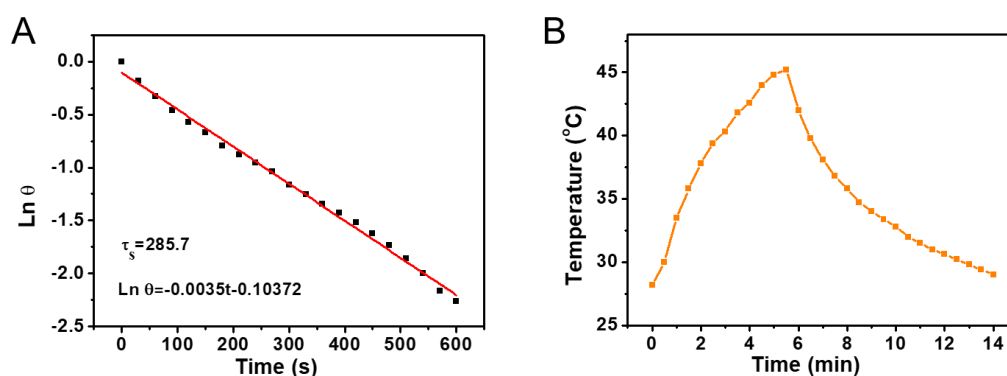 A
Ln θ
0.0
-0.5
-1.0
-1.5
-2.0
-2.5
τs=285.7
Ln θ=-0.0035t-0.10372
0 100 200 300 400 500 600
Time (s)
B
Temperature (°C)
45
40
35
30
25
0 2 4 6 8 10 12 14
Time (min)